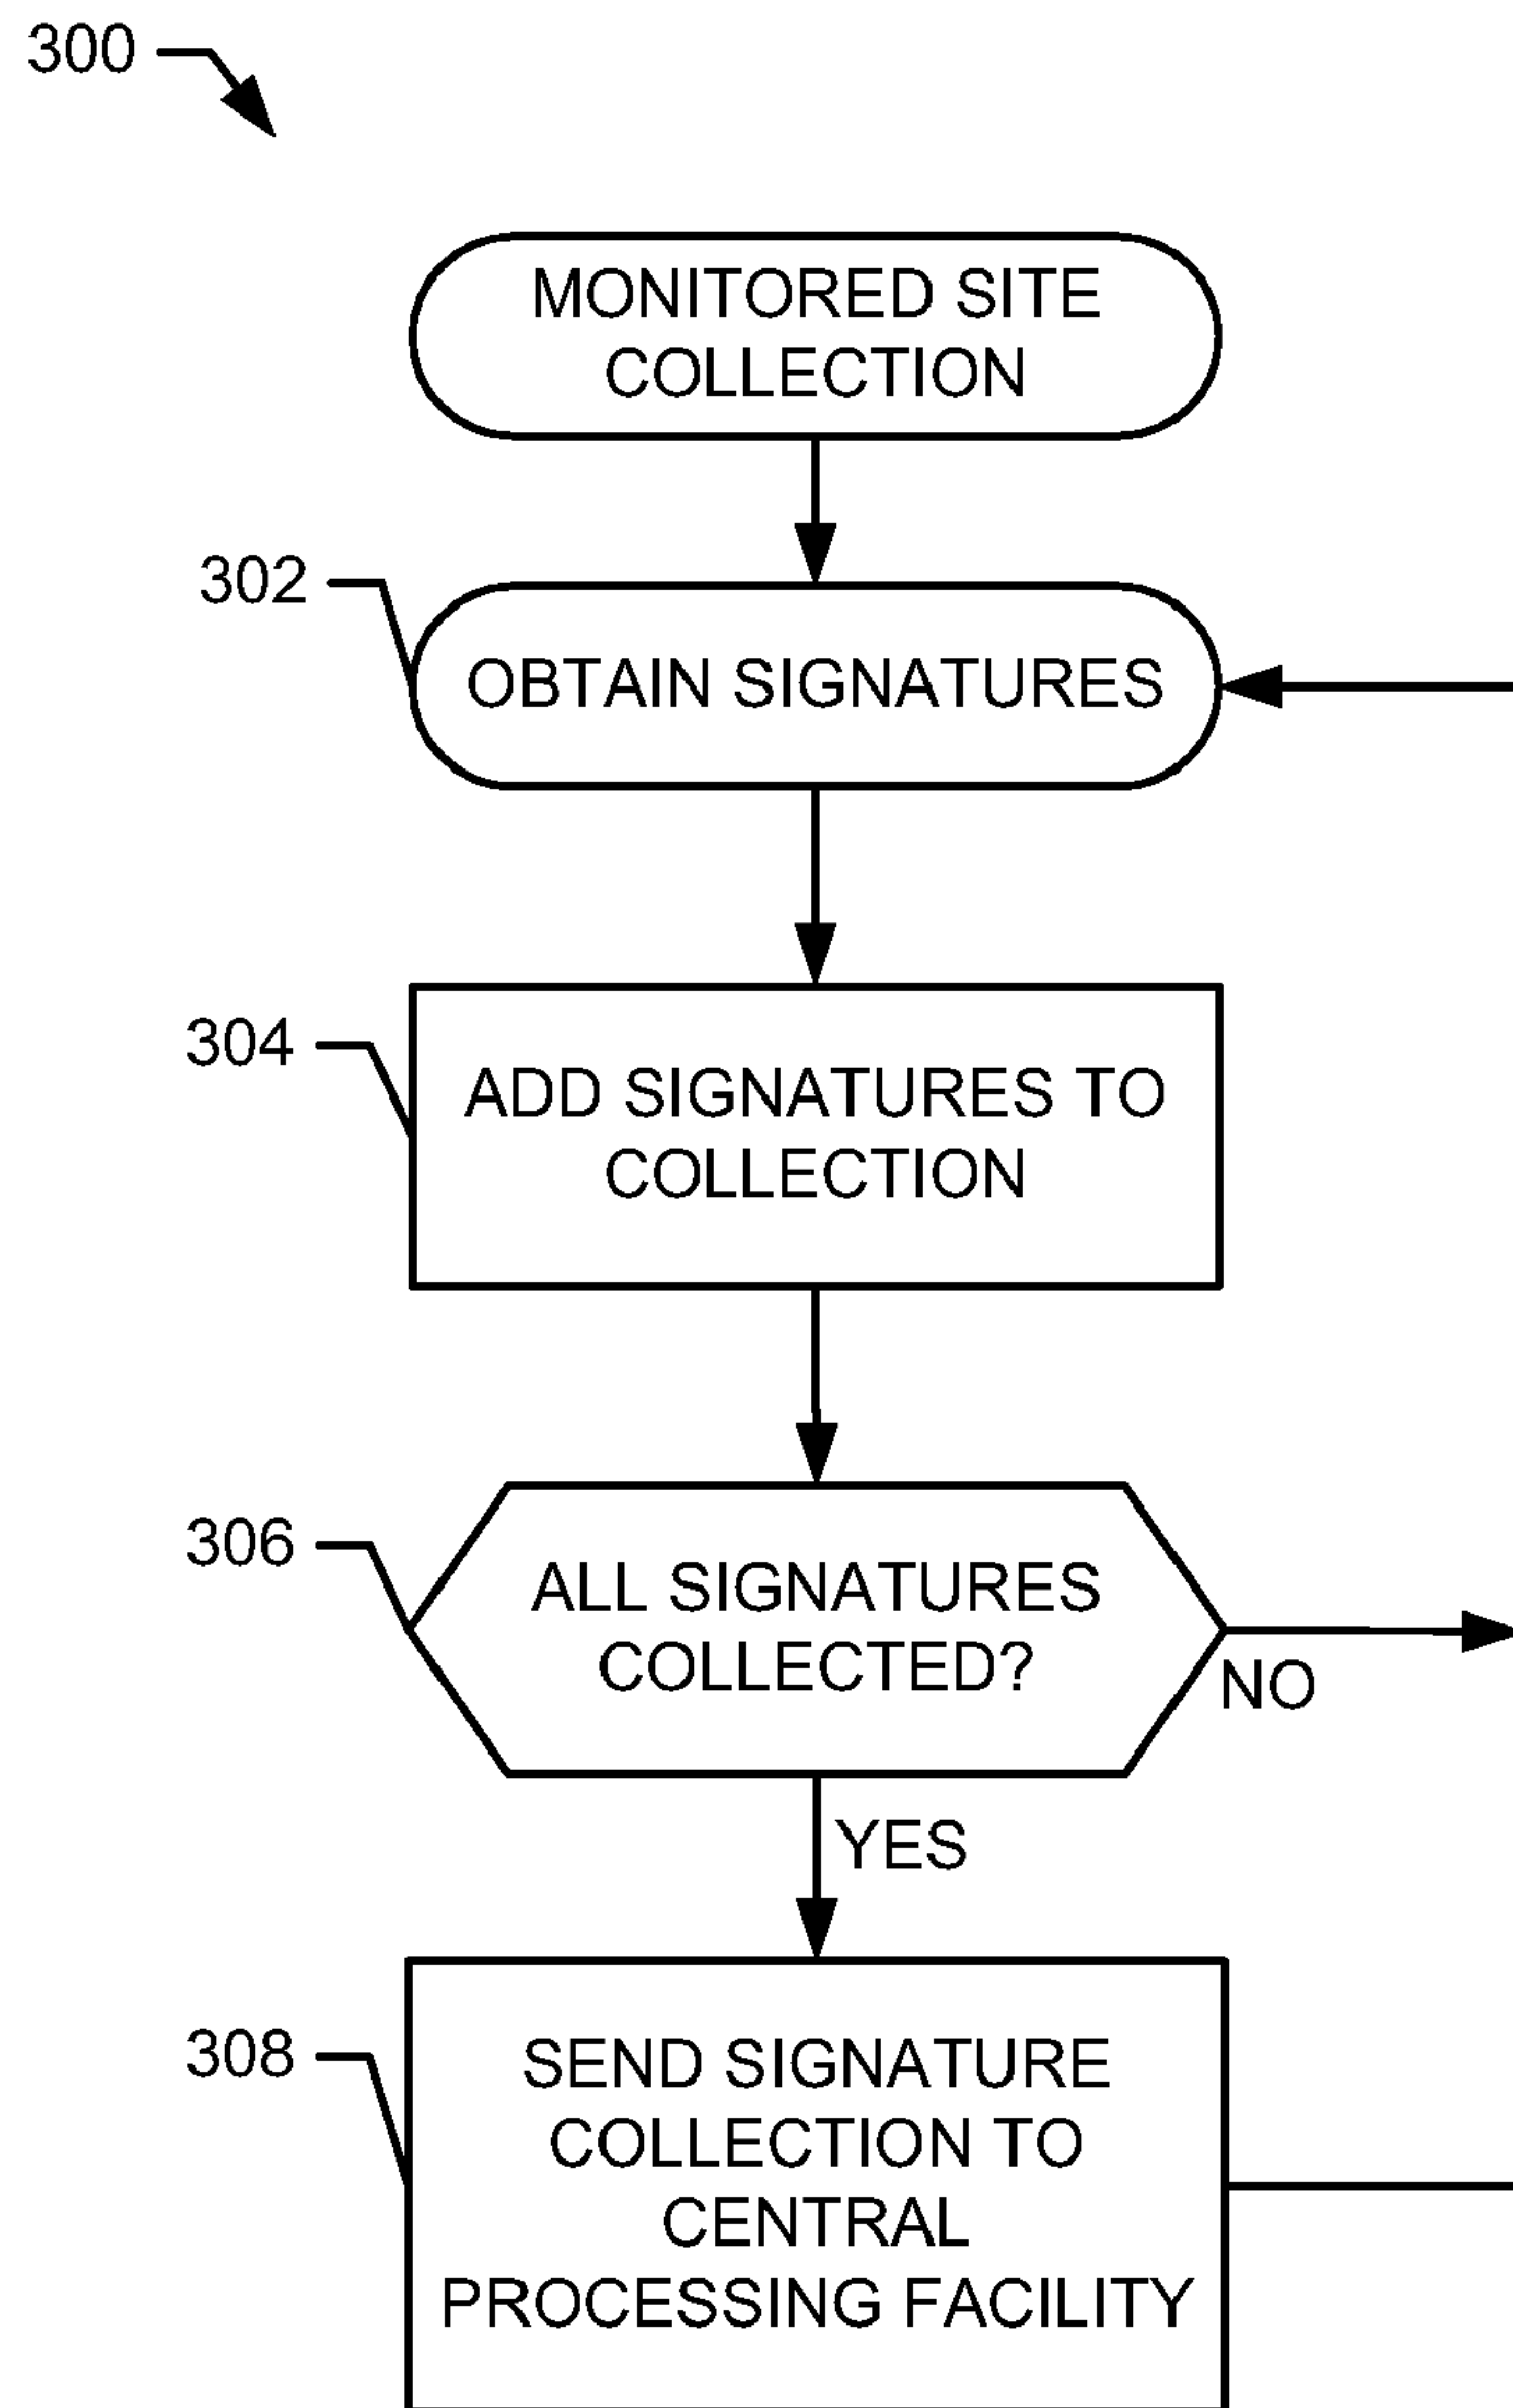 300
MONITORED SITE
COLLECTION
302
OBTAIN SIGNATURES
304
ADD SIGNATURES TO
COLLECTION
306
ALL SIGNATURES
COLLECTED?
NO
YES
308
SEND SIGNATURE
COLLECTION TO
CENTRAL
PROCESSING FACILITY